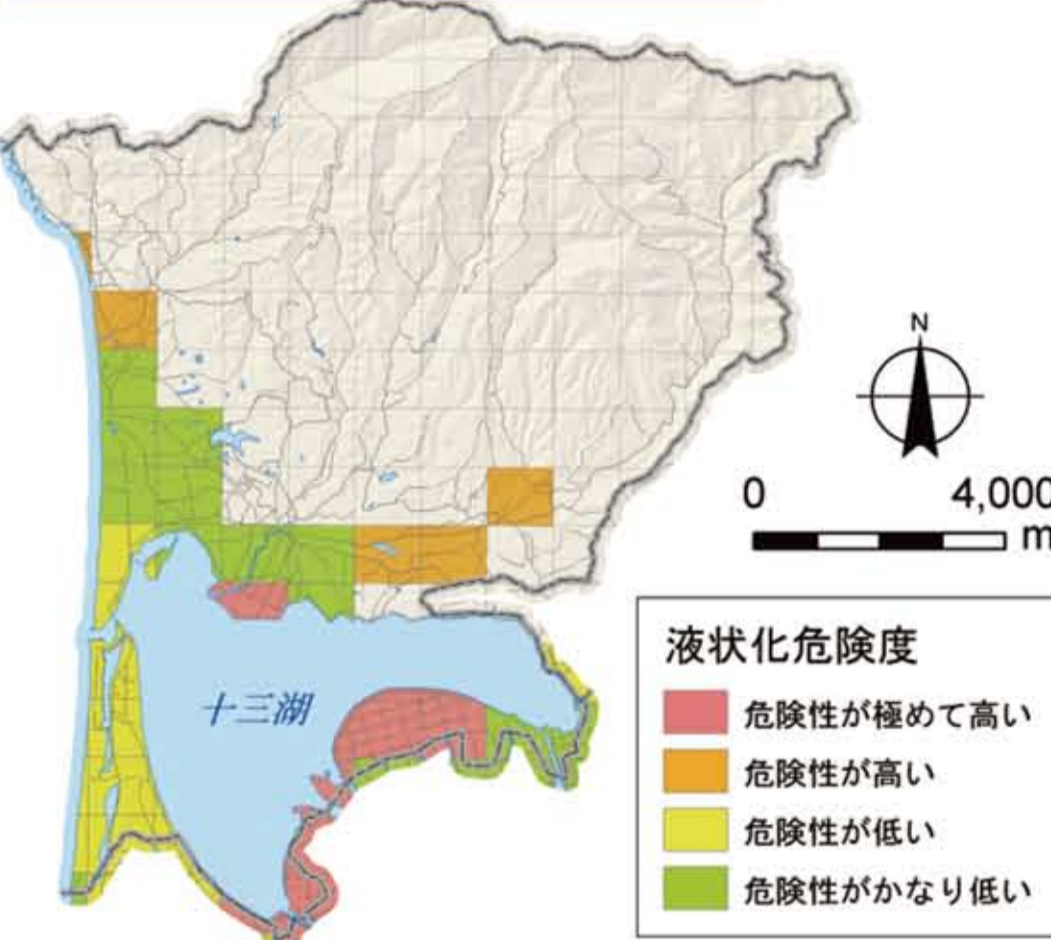 N
0 4,000
m
液状化危険度
危険性が極めて高い
危険性が高い
危険性が低い
危険性がかなり低い
十三湖